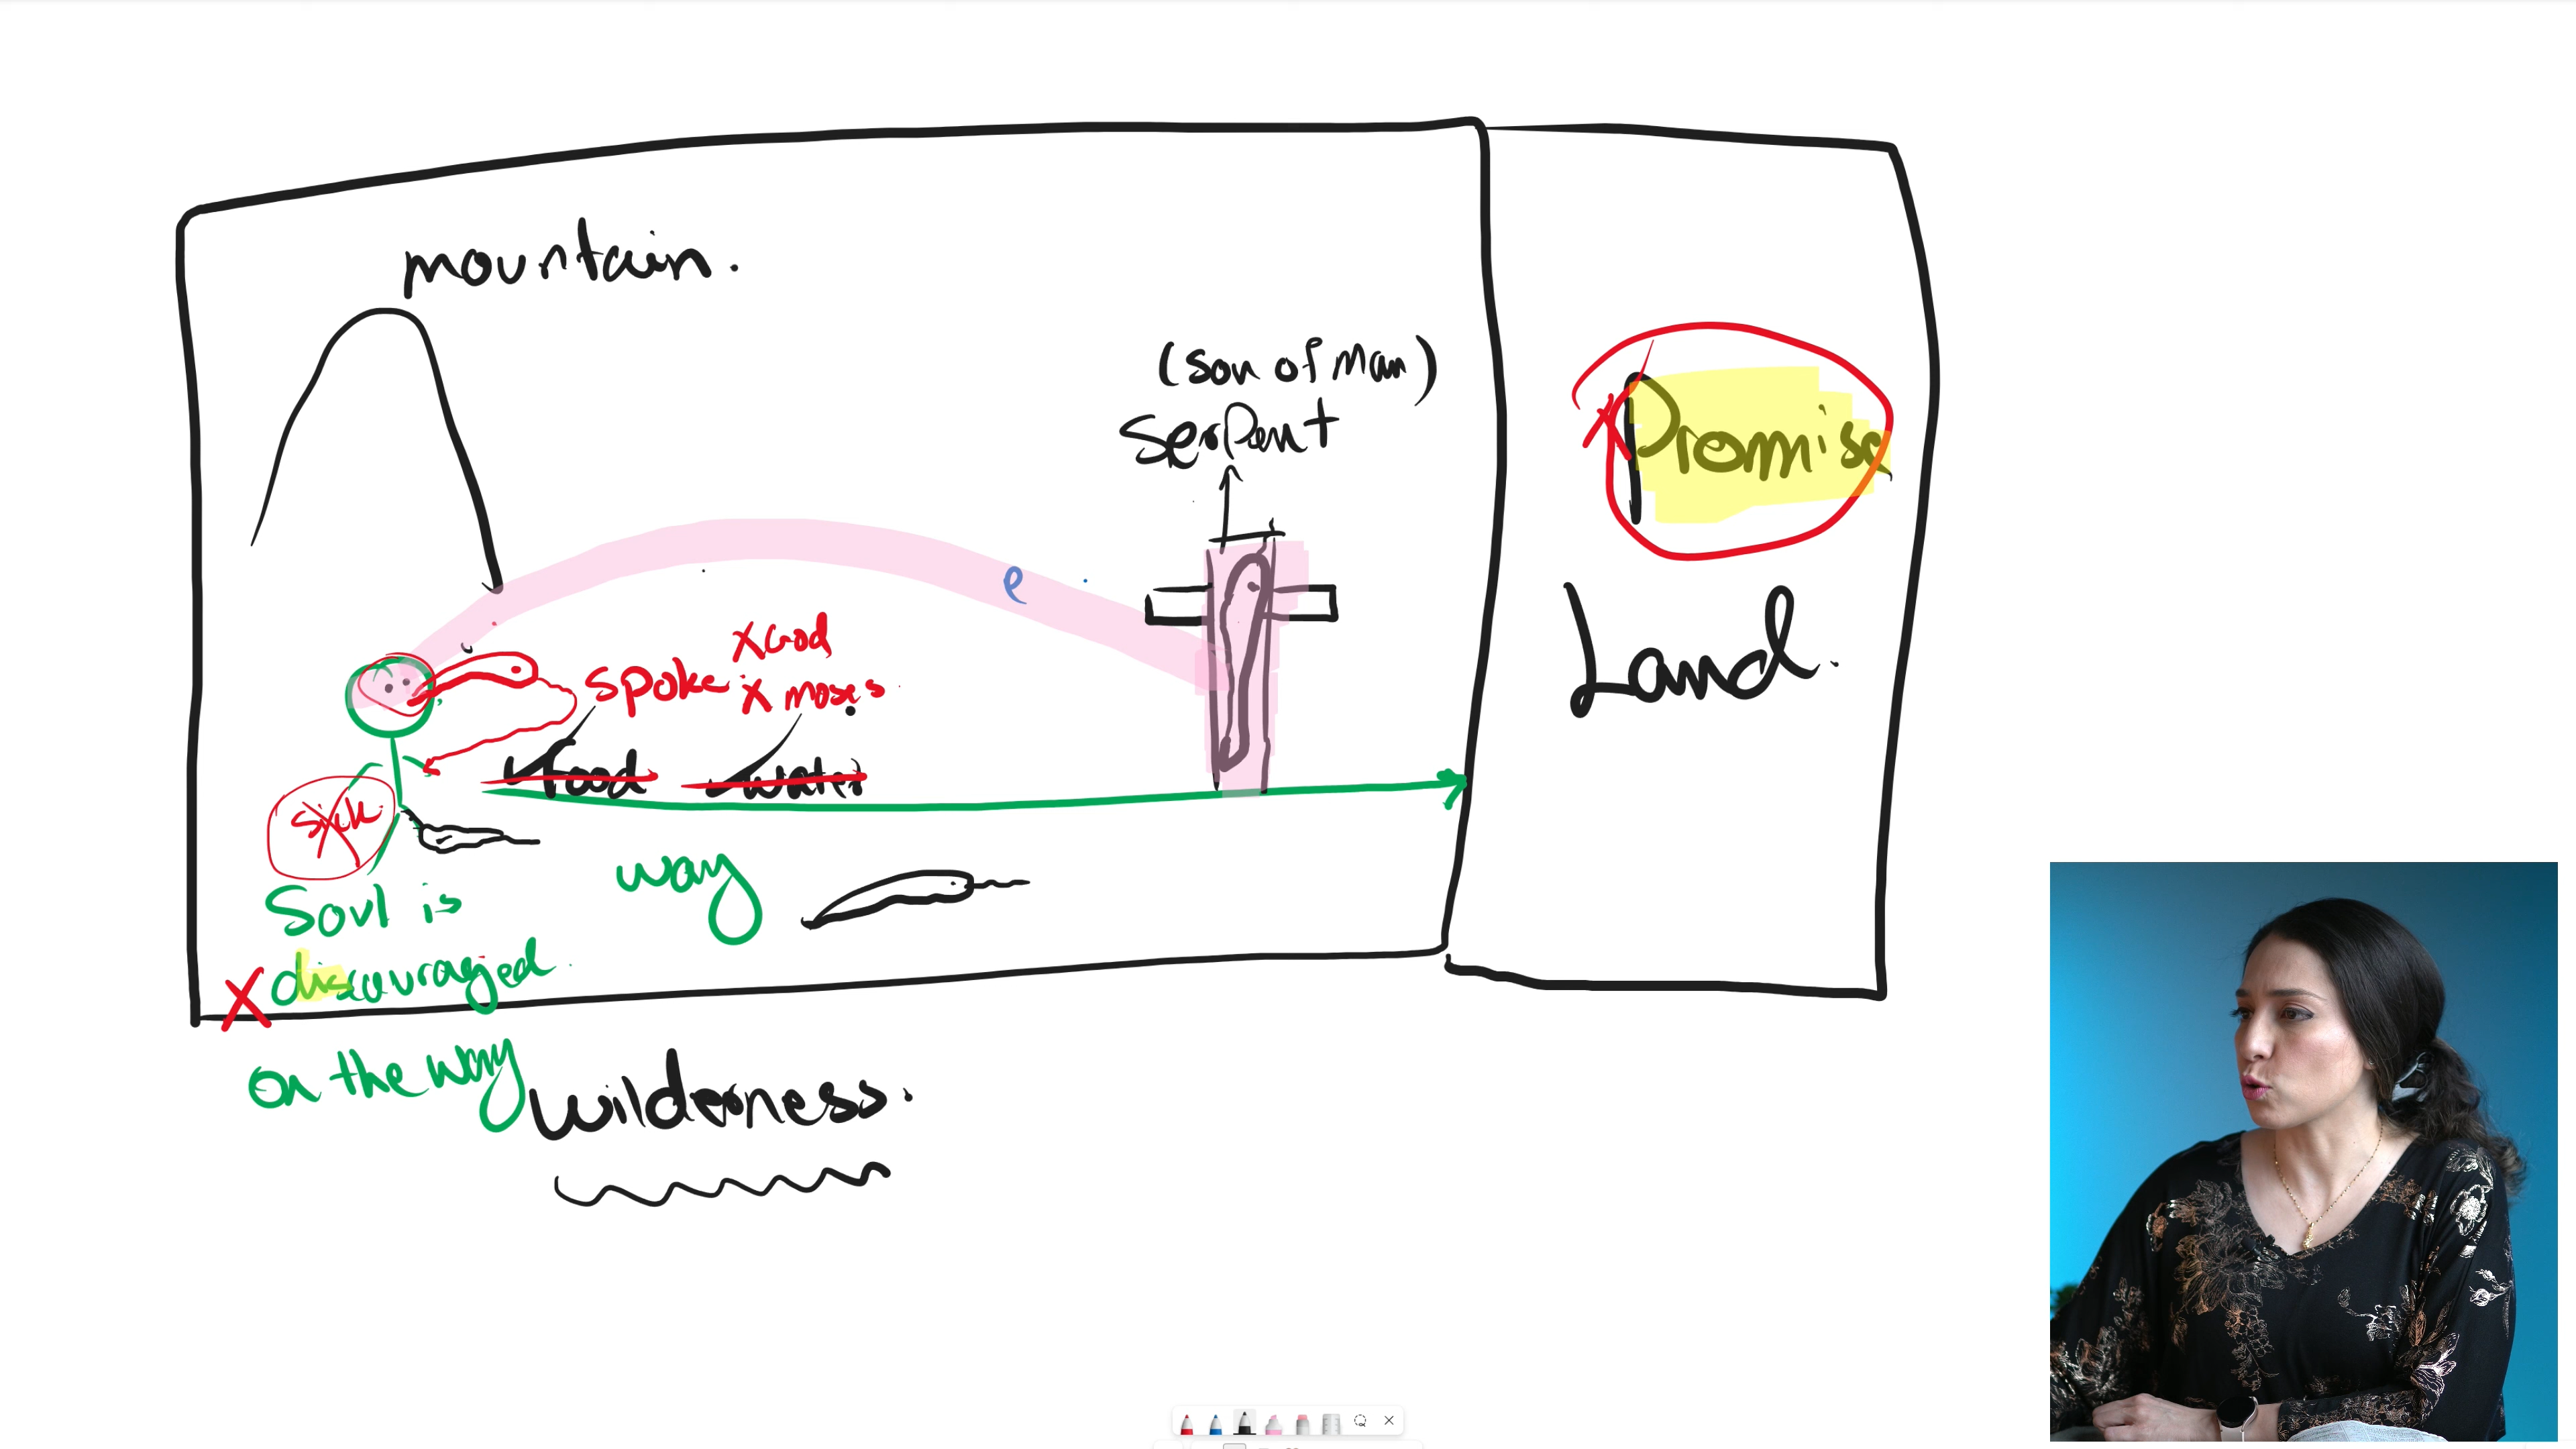 mountain.
(son of man)
serpent
Promise
Land.
spoke
x God
x moses
food water
sick
way
Soul is
x discouraged.
on the way
wilderness.
e